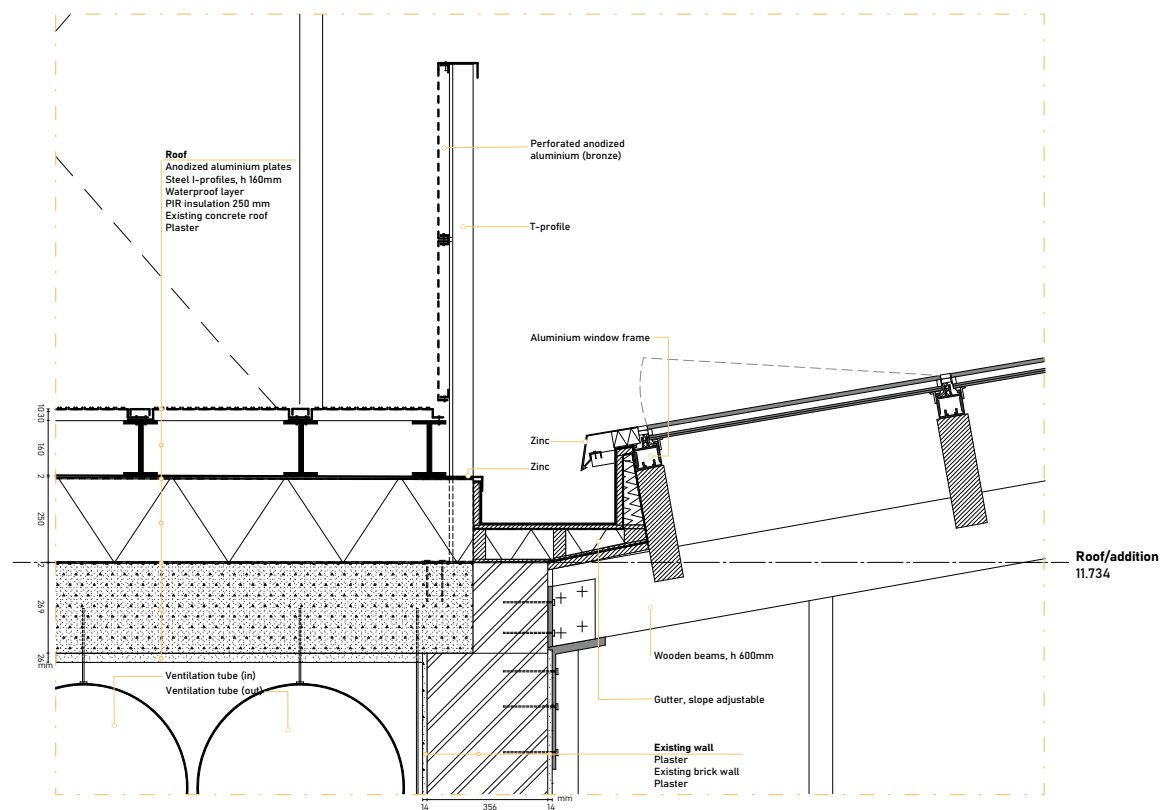 Roof
Anodized aluminium plates
Steel I-profiles, h 160mm
Waterproof layer
PIR insulation 250 mm
Existing concrete roof
Plaster
Perforated anodized
aluminium (bronze)
T-profile
Aluminium window frame
Zinc
Zinc
10
30
160
2
250
2
269
26
mm
Roof/addition
11.734
Ventilation tube (in)
Ventilation tube (out)
Wooden beams, h 600mm
Gutter, slope adjustable
Existing wall
Plaster
Existing brick wall
Plaster
14 356 14 mm